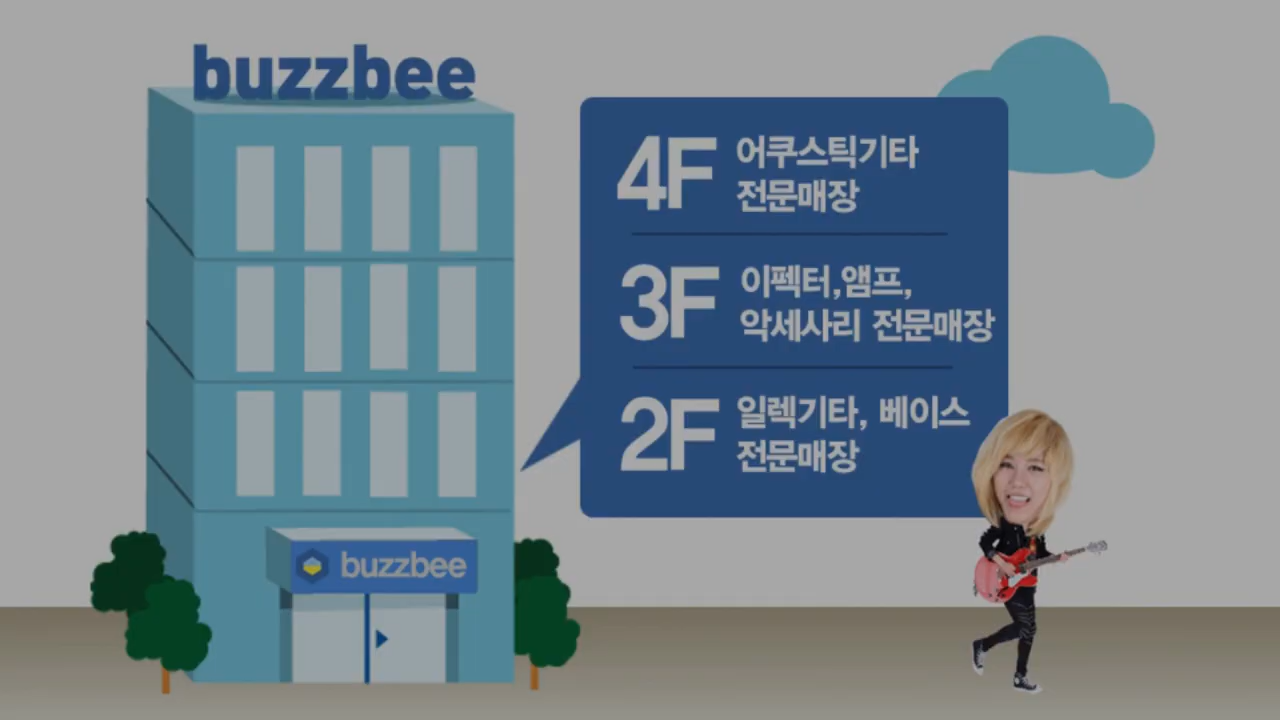 buzzbee
4F 어쿠스틱기타
전문매장
3F 이펙터,앰프,
악세사리 전문매장
2F 일렉기타, 베이스
전문매장
buzzbee